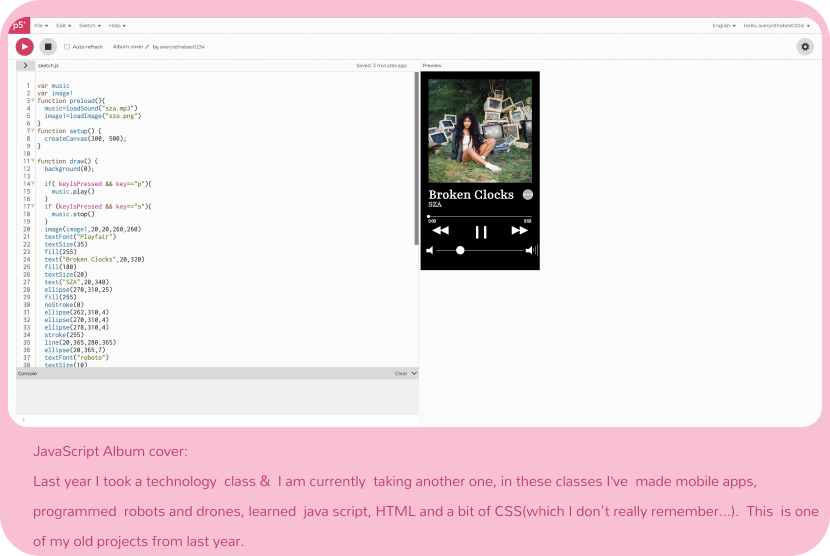 p5*
File ▾ Edit ▾ Sketch ▾ Help ▾ English ▾ Hello, averyisthebest1234! ▾
Auto-refresh Album cover by averyisthebest1234
> sketch.js Saved: 3 minutes ago Preview
1 var music
2 var image1
3 function preload(){
4 music=loadSound("sza.mp3")
5 image1=loadImage("sza.png")
6 }
7 function setup() {
8 createCanvas(300, 500);
9 }
10
11 function draw() {
12 background(0);
13
14 if( keyIsPressed && key=="p"){
15 music.play()
16 }
17 if (keyIsPressed && key=="s"){
18 music.stop()
19 }
20 image(image1,20,20,260,260)
21 textFont("Playfair")
22 textSize(35)
23 fill(255)
24 text("Broken Clocks",20,320)
25 fill(180)
26 textSize(20)
27 text("SZA",20,340)
28 ellipse(270,310,25)
29 fill(255)
30 noStroke(0)
31 ellipse(262,310,4)
32 ellipse(270,310,4)
33 ellipse(278,310,4)
34 stroke(255)
35 line(20,365,280,365)
36 ellipse(20,365,7)
37 textFont("roboto")
38 textSize(10)
Console Clear
>
Broken Clocks
SZA
0:00
JavaScript Album cover:
Last year I took a technology class & I am currently taking another one, in these classes I've made mobile apps,
programmed robots and drones, learned java script, HTML and a bit of CSS(which I don't really remember...). This is one
of my old projects from last year.